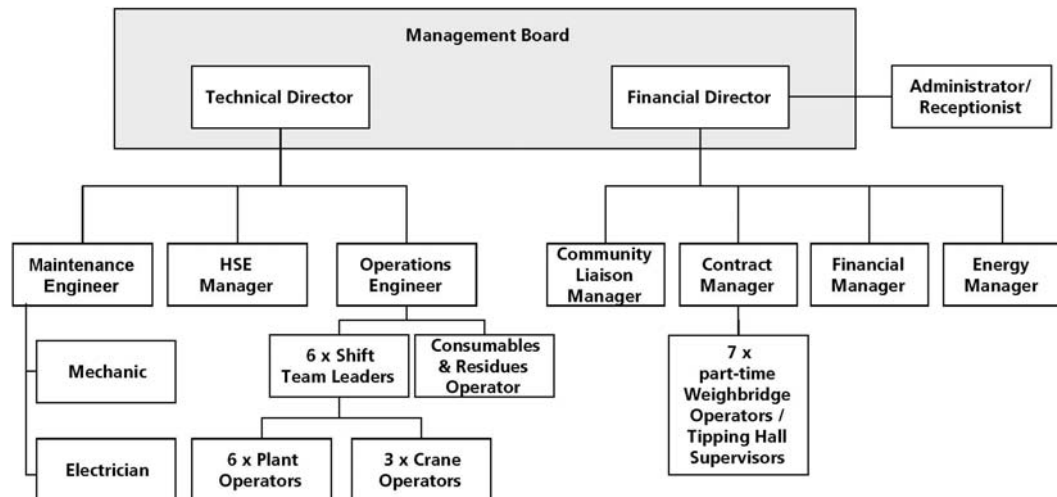 Management Board
Technical Director
Financial Director
Administrator/
Receptionist
Maintenance
Engineer
HSE
Manager
Operations
Engineer
Community
Liaison
Manager
Contract
Manager
Financial
Manager
Energy
Manager
Mechanic
6 x Shift
Team Leaders
Consumables
& Residues
Operator
7 x
part-time
Weighbridge
Operators /
Tipping Hall
Supervisors
Electrician
6 x Plant
Operators
3 x Crane
Operators